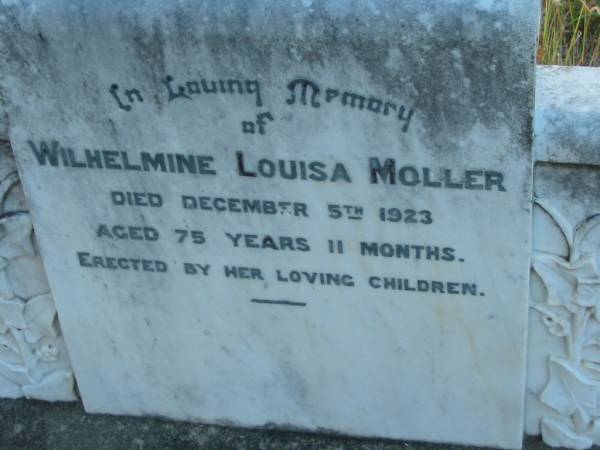 In Loving Memory
of
WILHELMINE LOUISA MOLLER
DIED DECEMBER 5TH 1923
AGED 75 YEARS 11 MONTHS.
ERECTED BY HER LOVING CHILDREN.